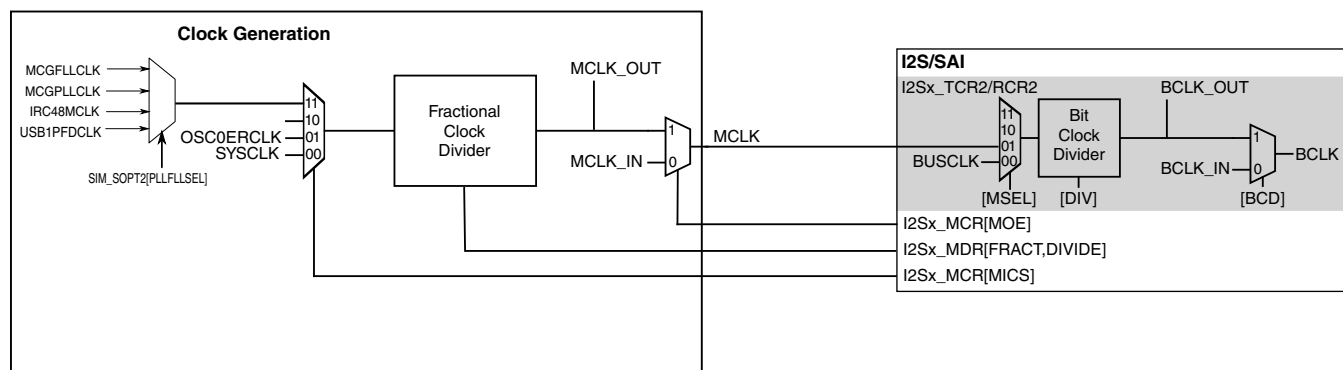 Clock Generation
MCGFLLCLK
MCGPLLCLK
IRC48MCLK
USB1PFDCLK
SIM_SOPT2[PLLFLLSEL]
11
10
OSC0ERCLK 01
SYSCLK 00
Fractional
Clock
Divider
MCLK_OUT
1
MCLK_IN 0
MCLK
I2S/SAI
I2Sx_TCR2/RCR2
11
10
01
BUSCLK 00
[MSEL]
Bit
Clock
Divider
[DIV]
BCLK_OUT
1
BCLK_IN 0
BCLK
[BCD]
I2Sx_MCR[MOE]
I2Sx_MDR[FRACT,DIVIDE]
I2Sx_MCR[MICS]